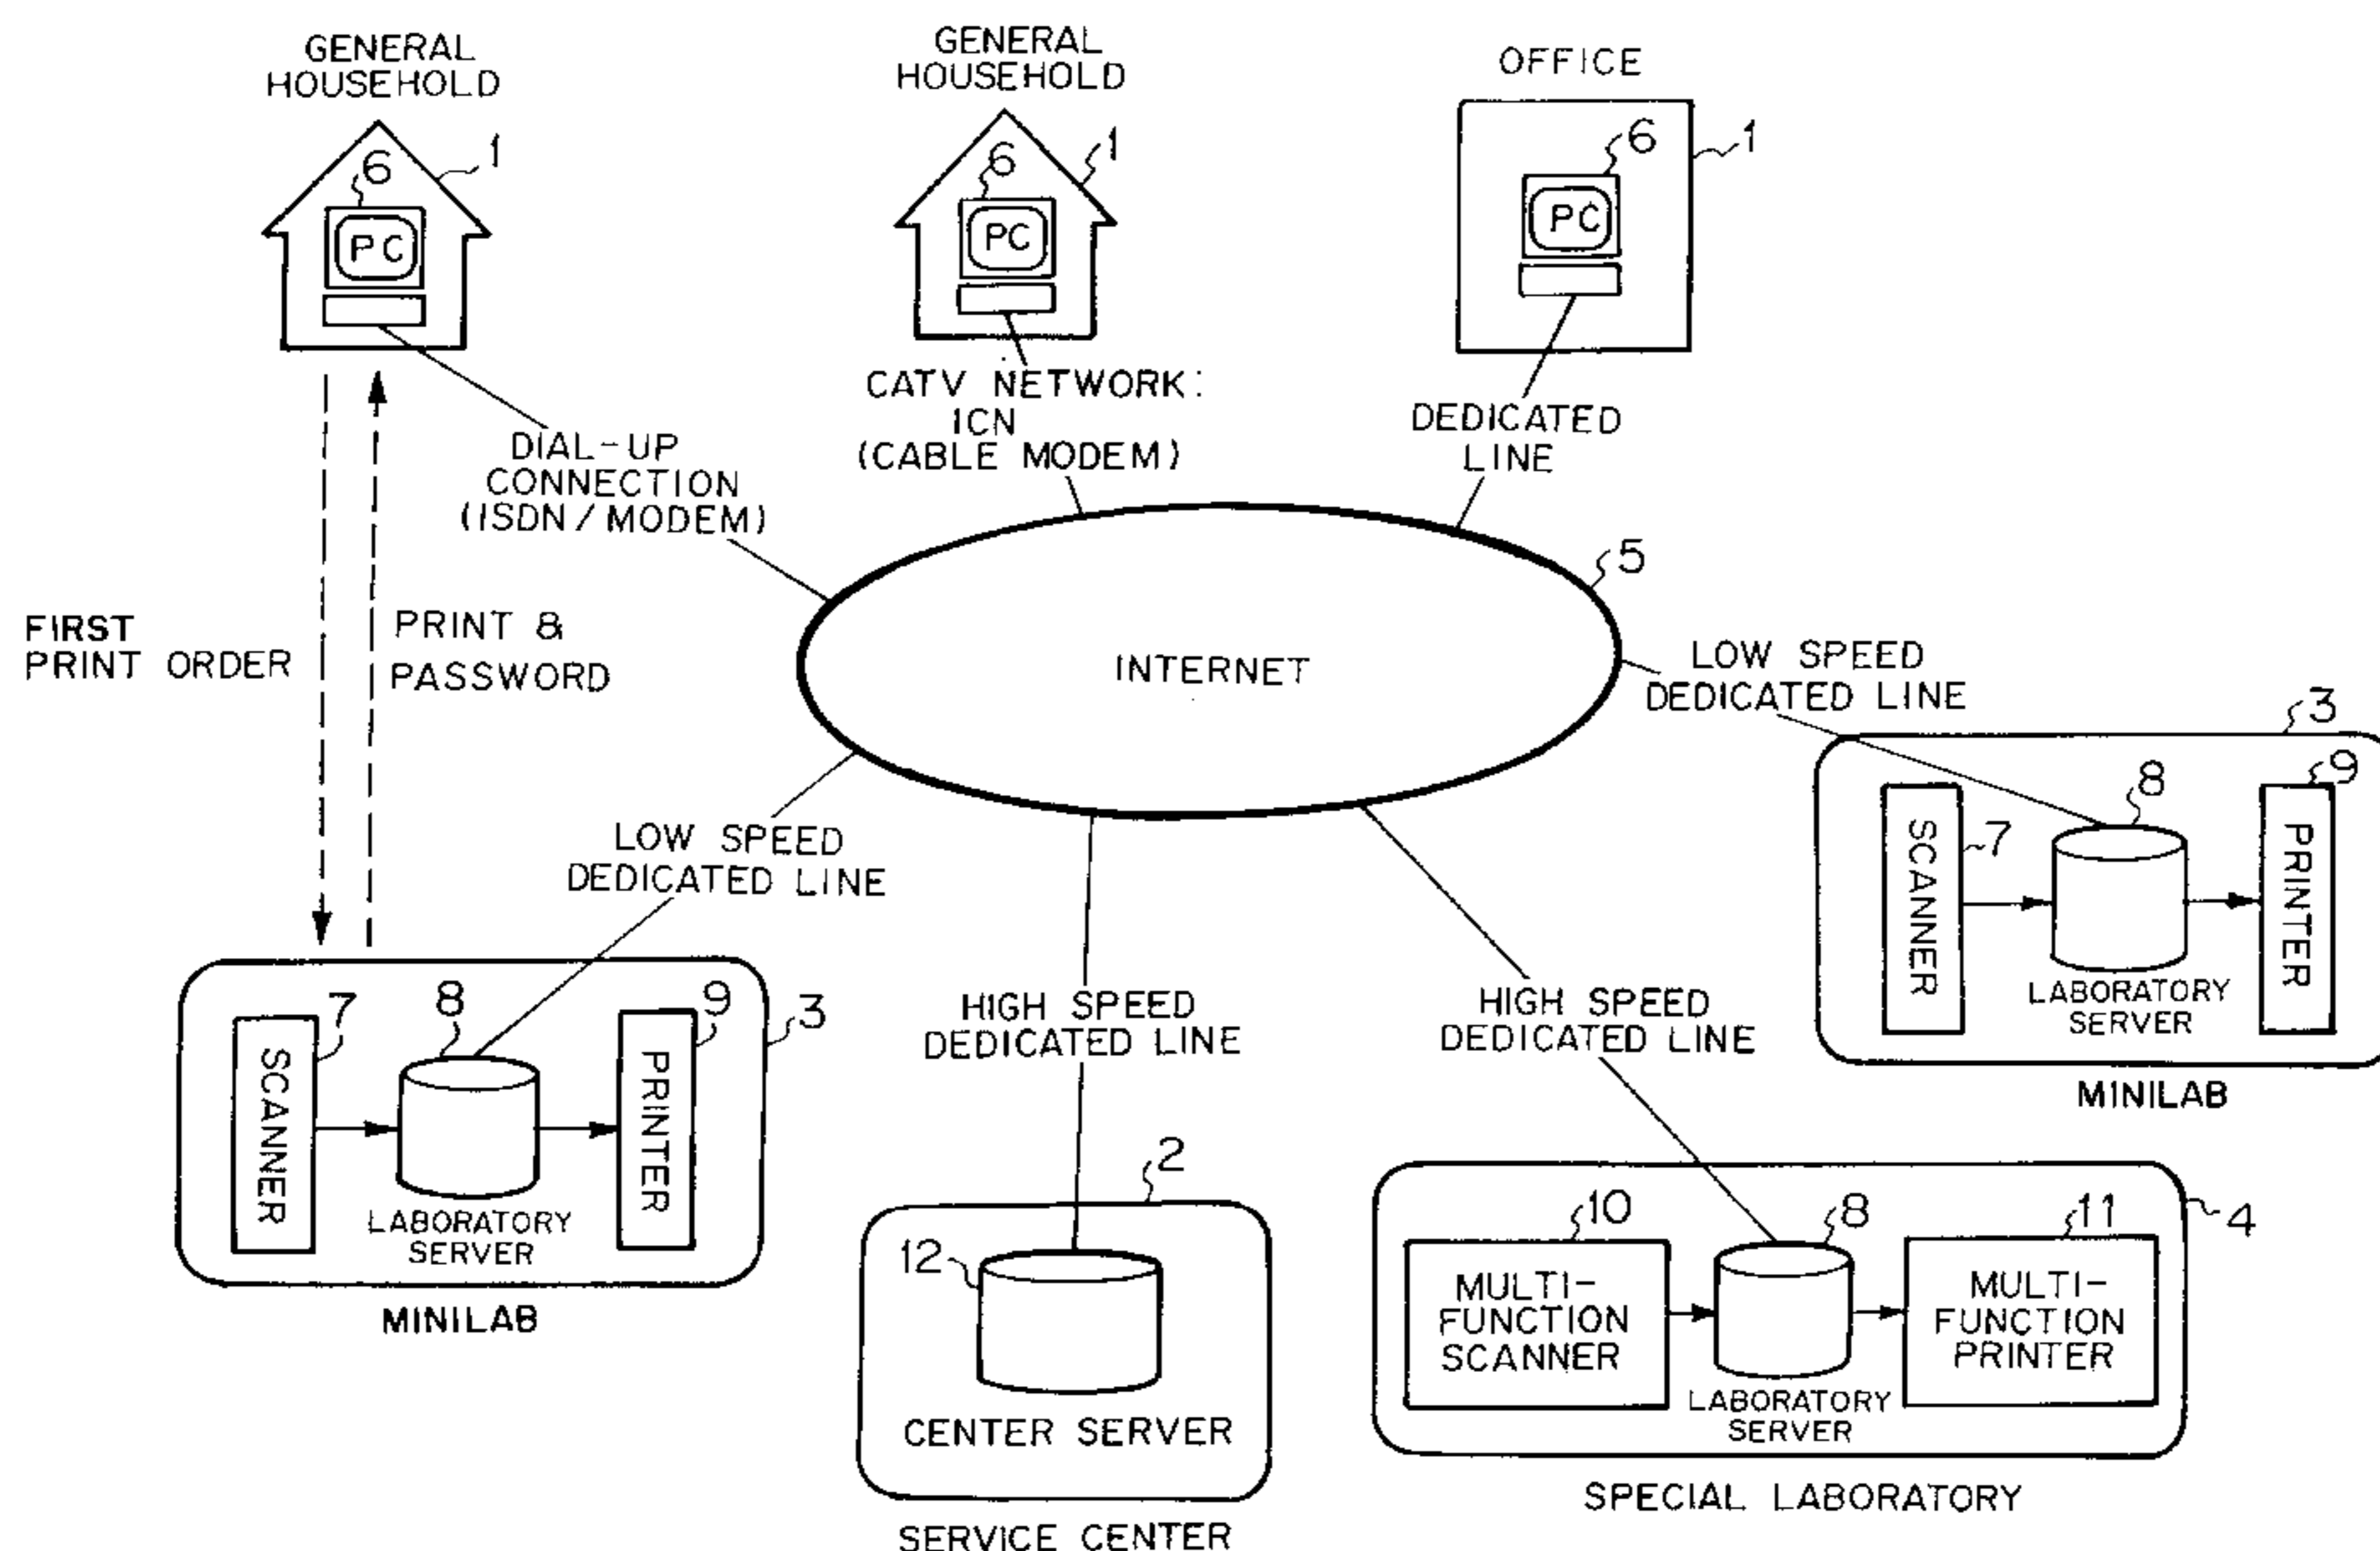 GENERAL
HOUSEHOLD
1
6
PC
GENERAL
HOUSEHOLD
1
6
PC
OFFICE
1
6
PC
DIAL-UP
CONNECTION
(ISDN/MODEM)
CATV NETWORK:
ICN
(CABLE MODEM)
DEDICATED
LINE
FIRST
PRINT ORDER
PRINT &
PASSWORD
5
INTERNET
LOW SPEED
DEDICATED LINE
3
7
8
9
SCANNER
PRINTER
LABORATORY
SERVER
MINILAB
LOW SPEED
DEDICATED LINE
3
7
8
9
SCANNER
PRINTER
LABORATORY
SERVER
MINILAB
HIGH SPEED
DEDICATED LINE
2
12
CENTER SERVER
SERVICE CENTER
HIGH SPEED
DEDICATED LINE
4
10
8
11
MULTI-
FUNCTION
SCANNER
LABORATORY
SERVER
MULTI-
FUNCTION
PRINTER
SPECIAL LABORATORY